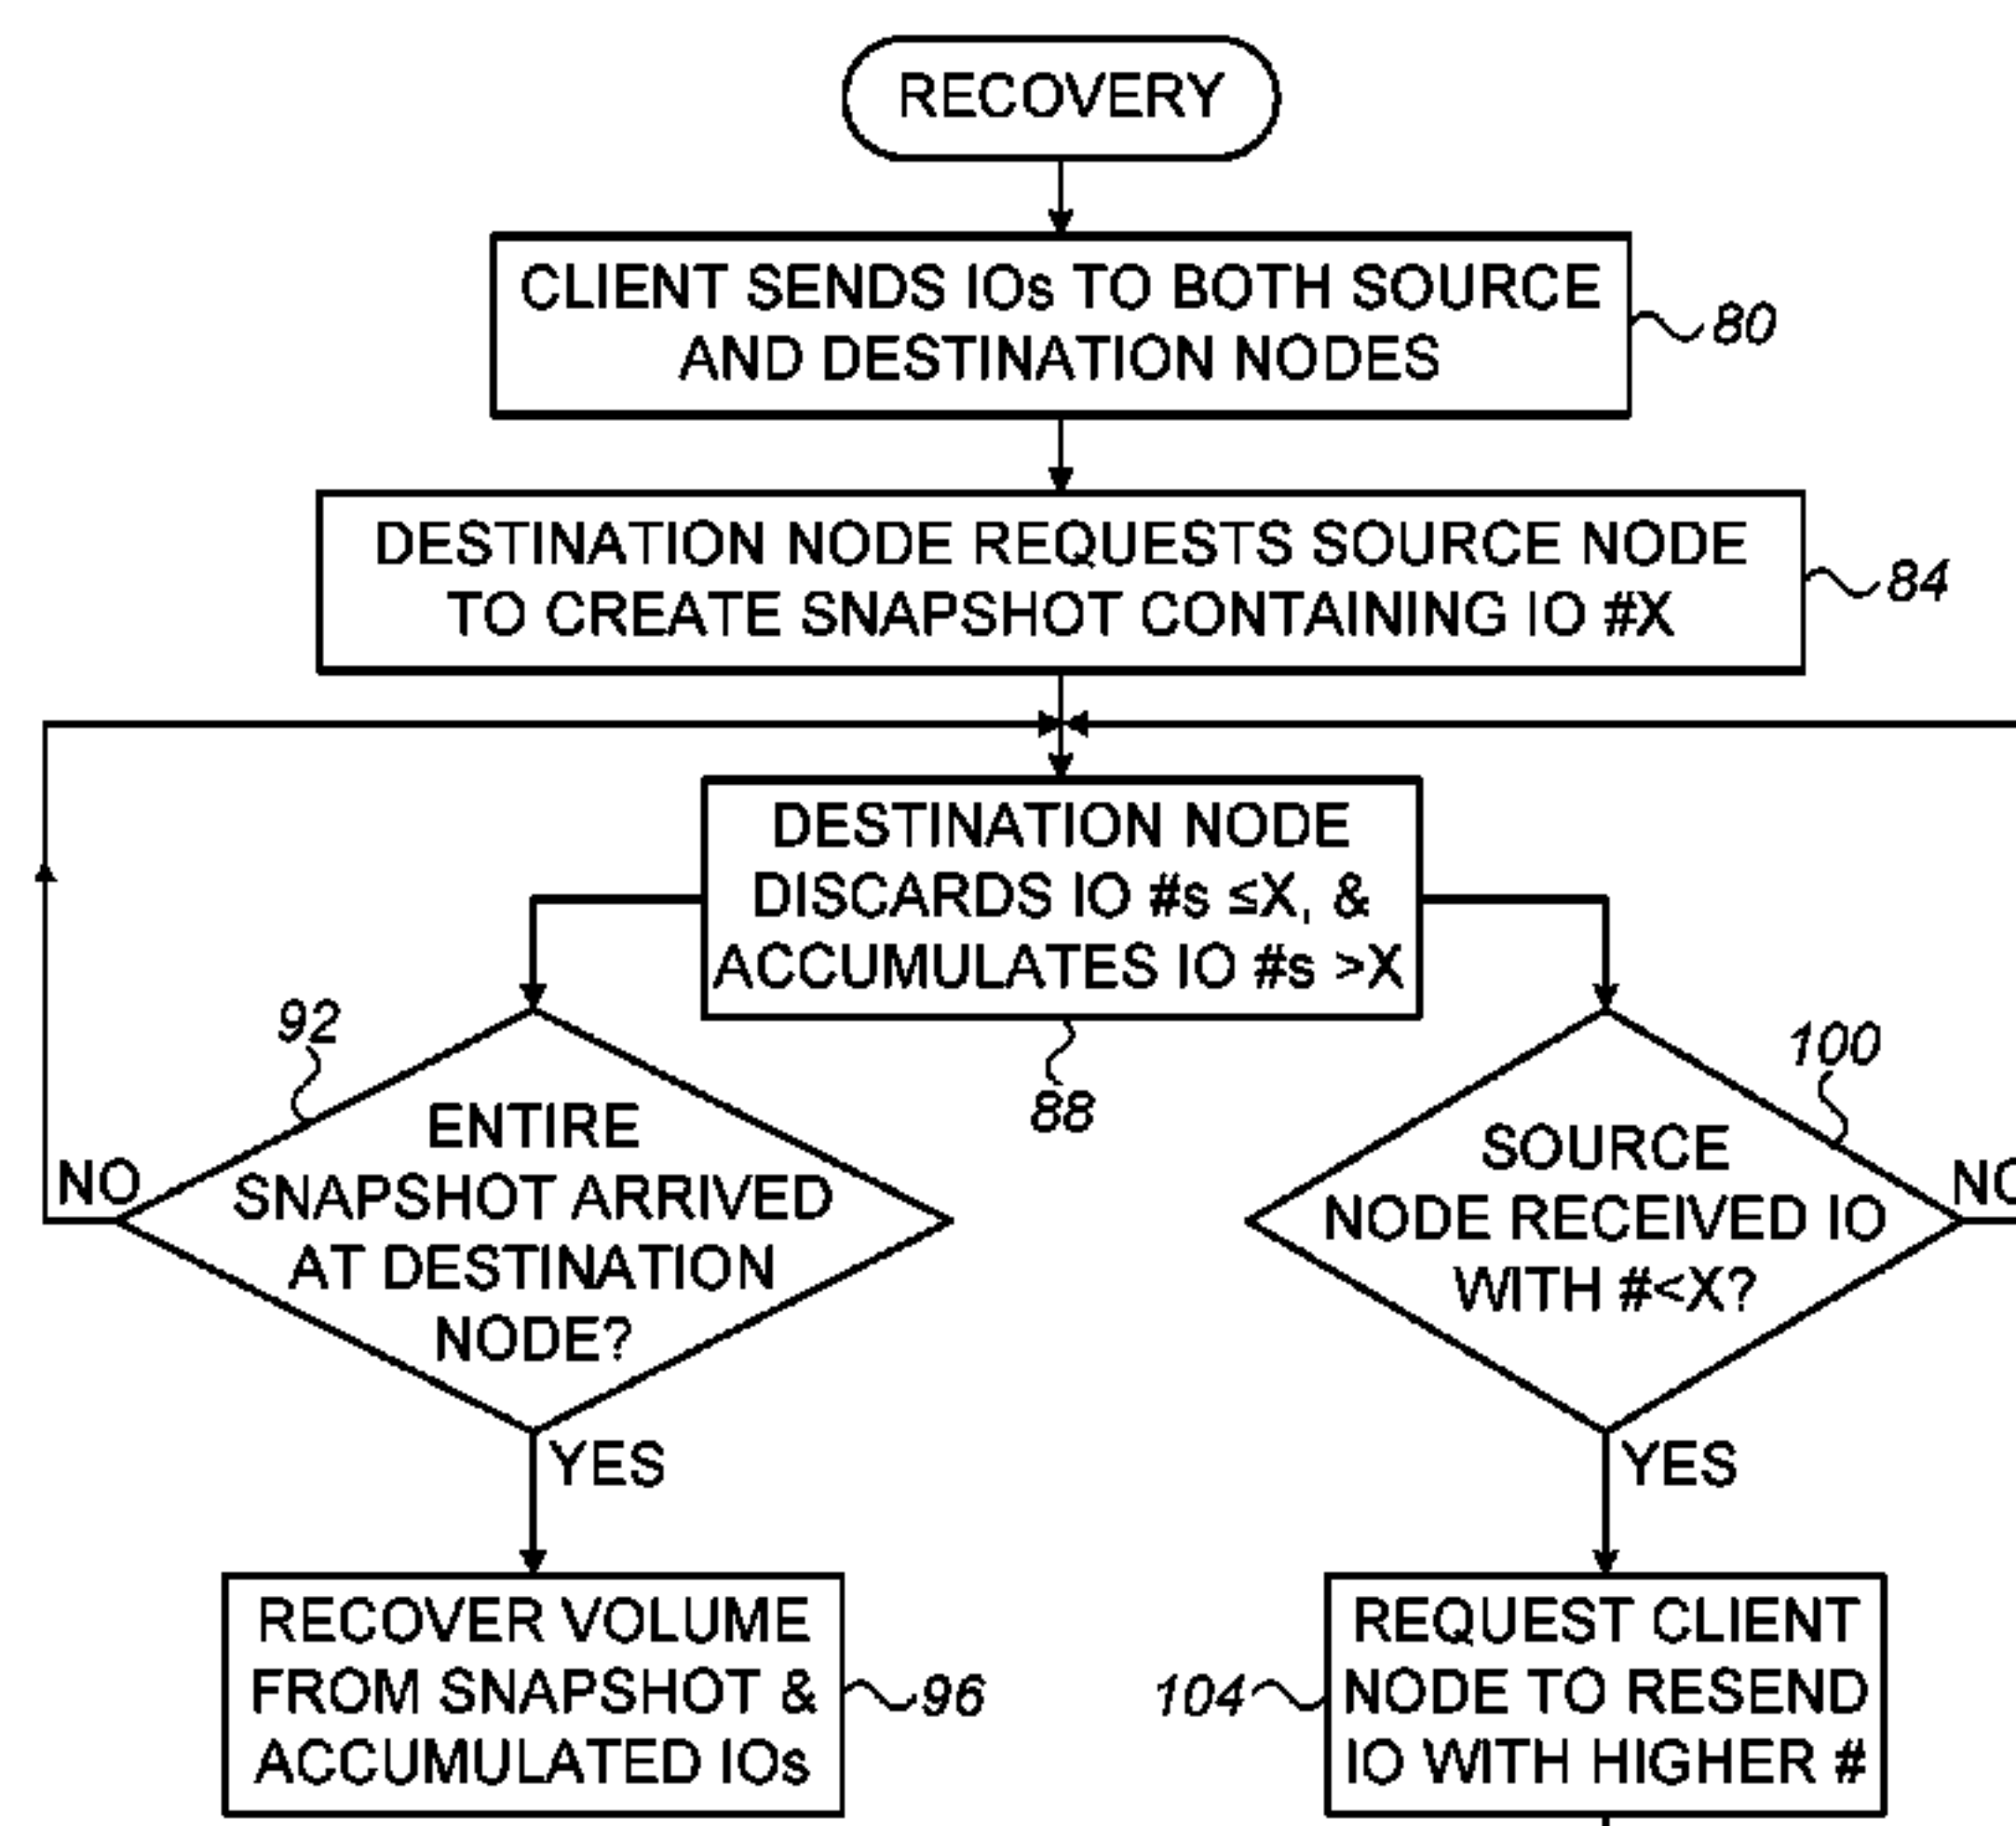 RECOVERY
CLIENT SENDS IOs TO BOTH SOURCE
AND DESTINATION NODES
80
DESTINATION NODE REQUESTS SOURCE NODE
TO CREATE SNAPSHOT CONTAINING IO #X
84
DESTINATION NODE
DISCARDS IO #s ≤X, &
ACCUMULATES IO #s >X
88
92
ENTIRE
SNAPSHOT ARRIVED
AT DESTINATION
NODE?
NO
YES
100
SOURCE
NODE RECEIVED IO
WITH #<X?
NO
YES
RECOVER VOLUME
FROM SNAPSHOT &
ACCUMULATED IOs
96
104
REQUEST CLIENT
NODE TO RESEND
IO WITH HIGHER #